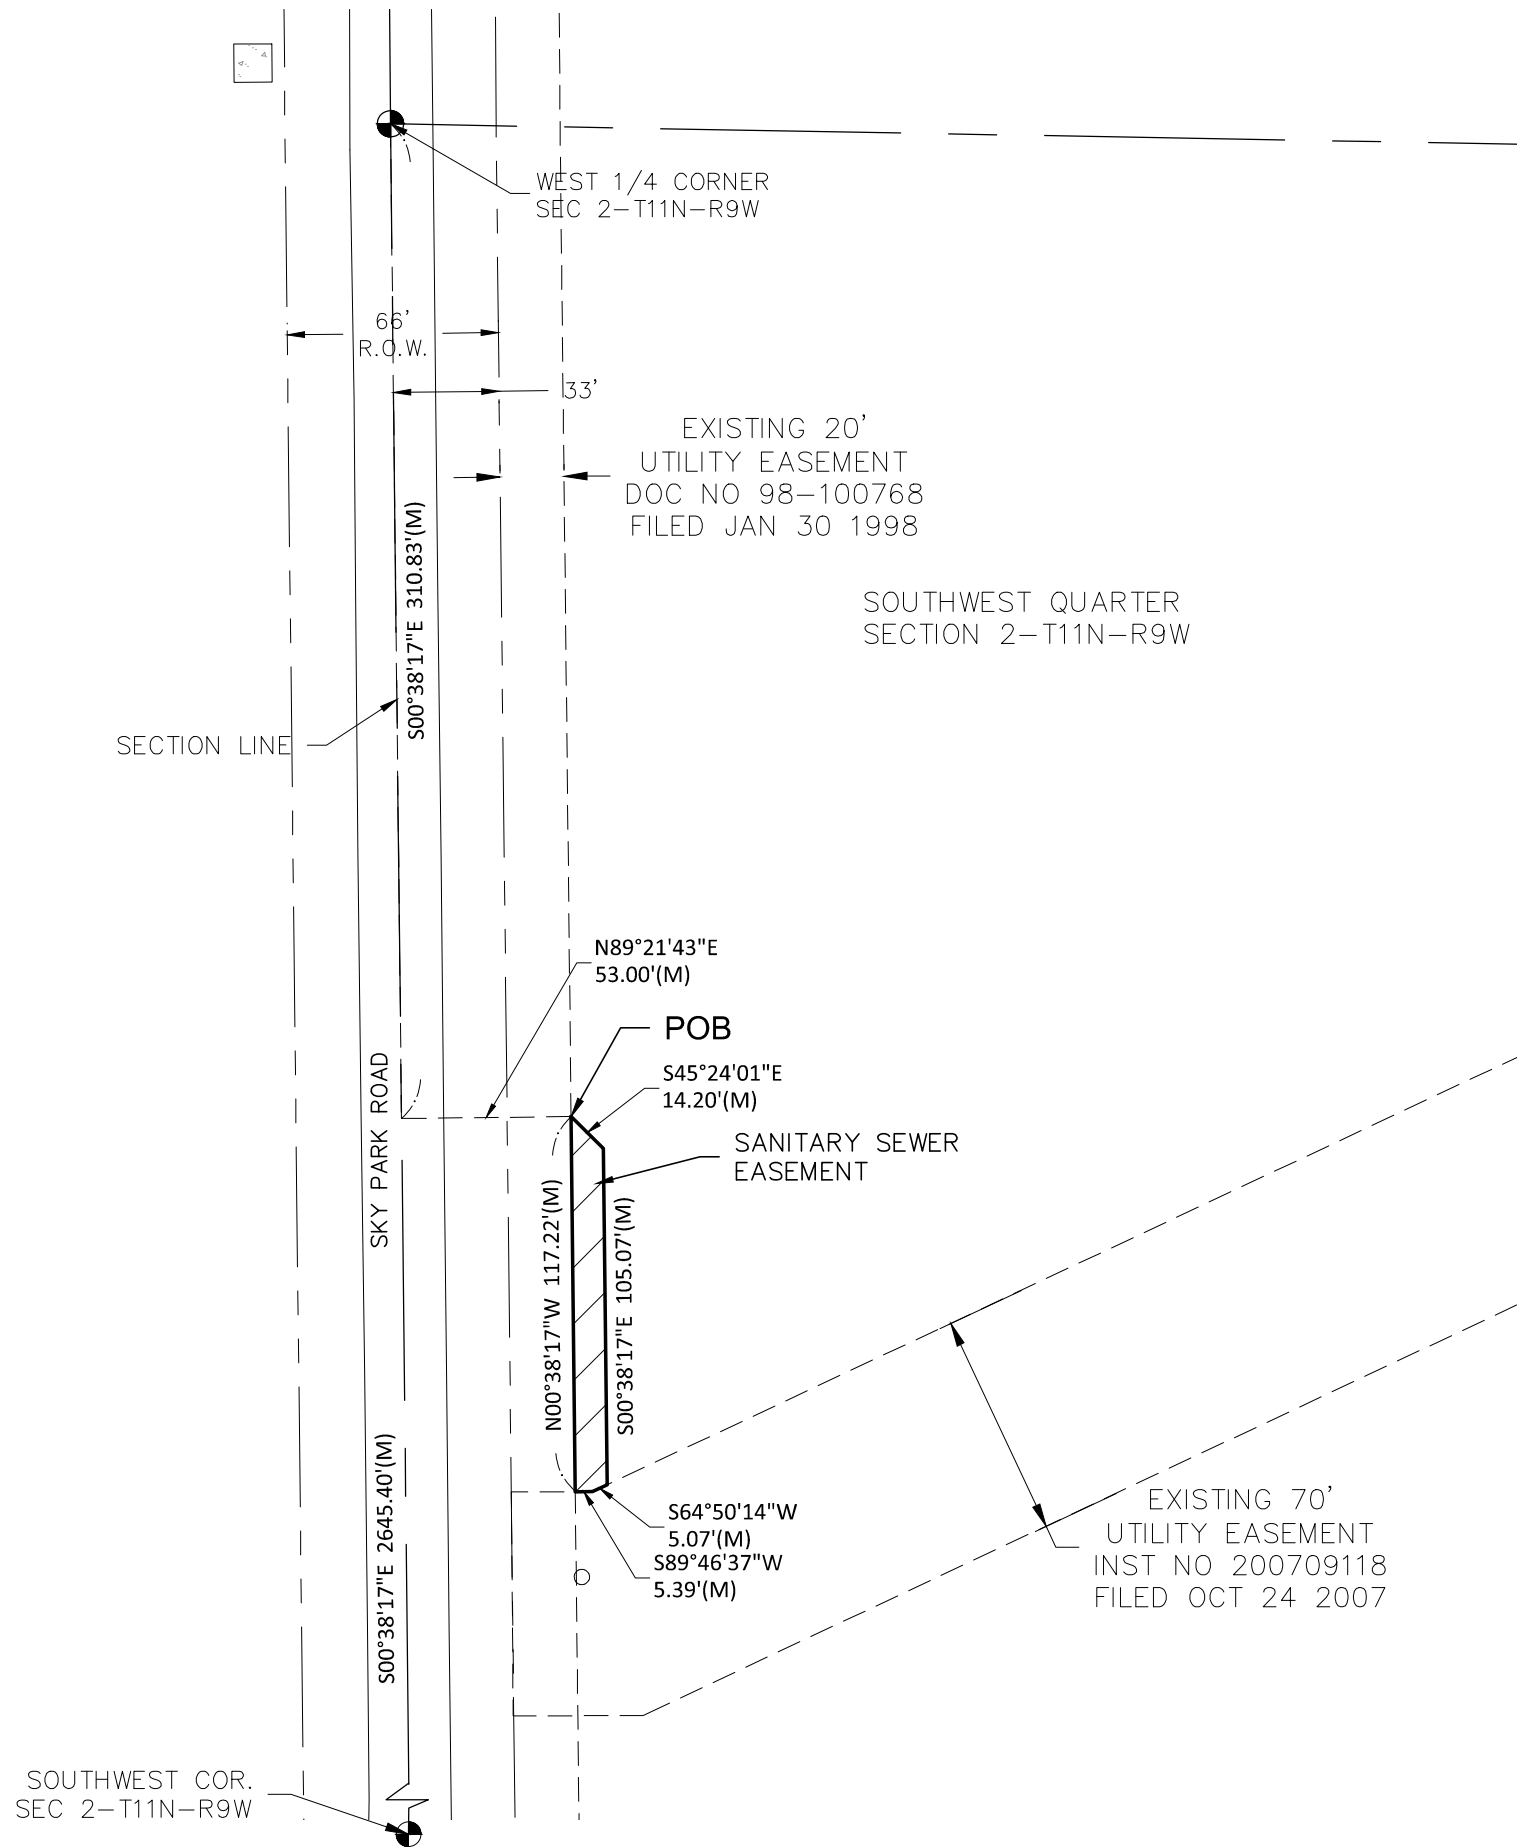 WEST 1/4 CORNER
SEC 2-T11N-R9W
66'
R.O.W.
33'
EXISTING 20'
UTILITY EASEMENT
DOC NO 98-100768
FILED JAN 30 1998
S00°38'17"E 310.83'(M)
SOUTHWEST QUARTER
SECTION 2-T11N-R9W
SECTION LINE
N89°21'43"E
53.00'(M)
POB
S45°24'01"E
14.20'(M)
SANITARY SEWER
EASEMENT
SKY PARK ROAD
N00°38'17"W 117.22'(M)
S00°38'17"E 105.07'(M)
S00°38'17"E 2645.40'(M)
S64°50'14"W
5.07'(M)
S89°46'37"W
5.39'(M)
EXISTING 70'
UTILITY EASEMENT
INST NO 200709118
FILED OCT 24 2007
SOUTHWEST COR.
SEC 2-T11N-R9W